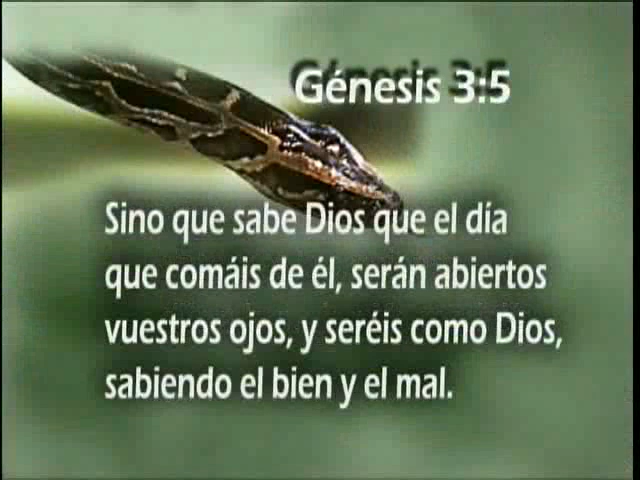 Génesis 3:5
Sino que sabe Dios que el día
que comáis de él, serán abiertos
vuestros ojos, y seréis como Dios,
sabiendo el bien y el mal.